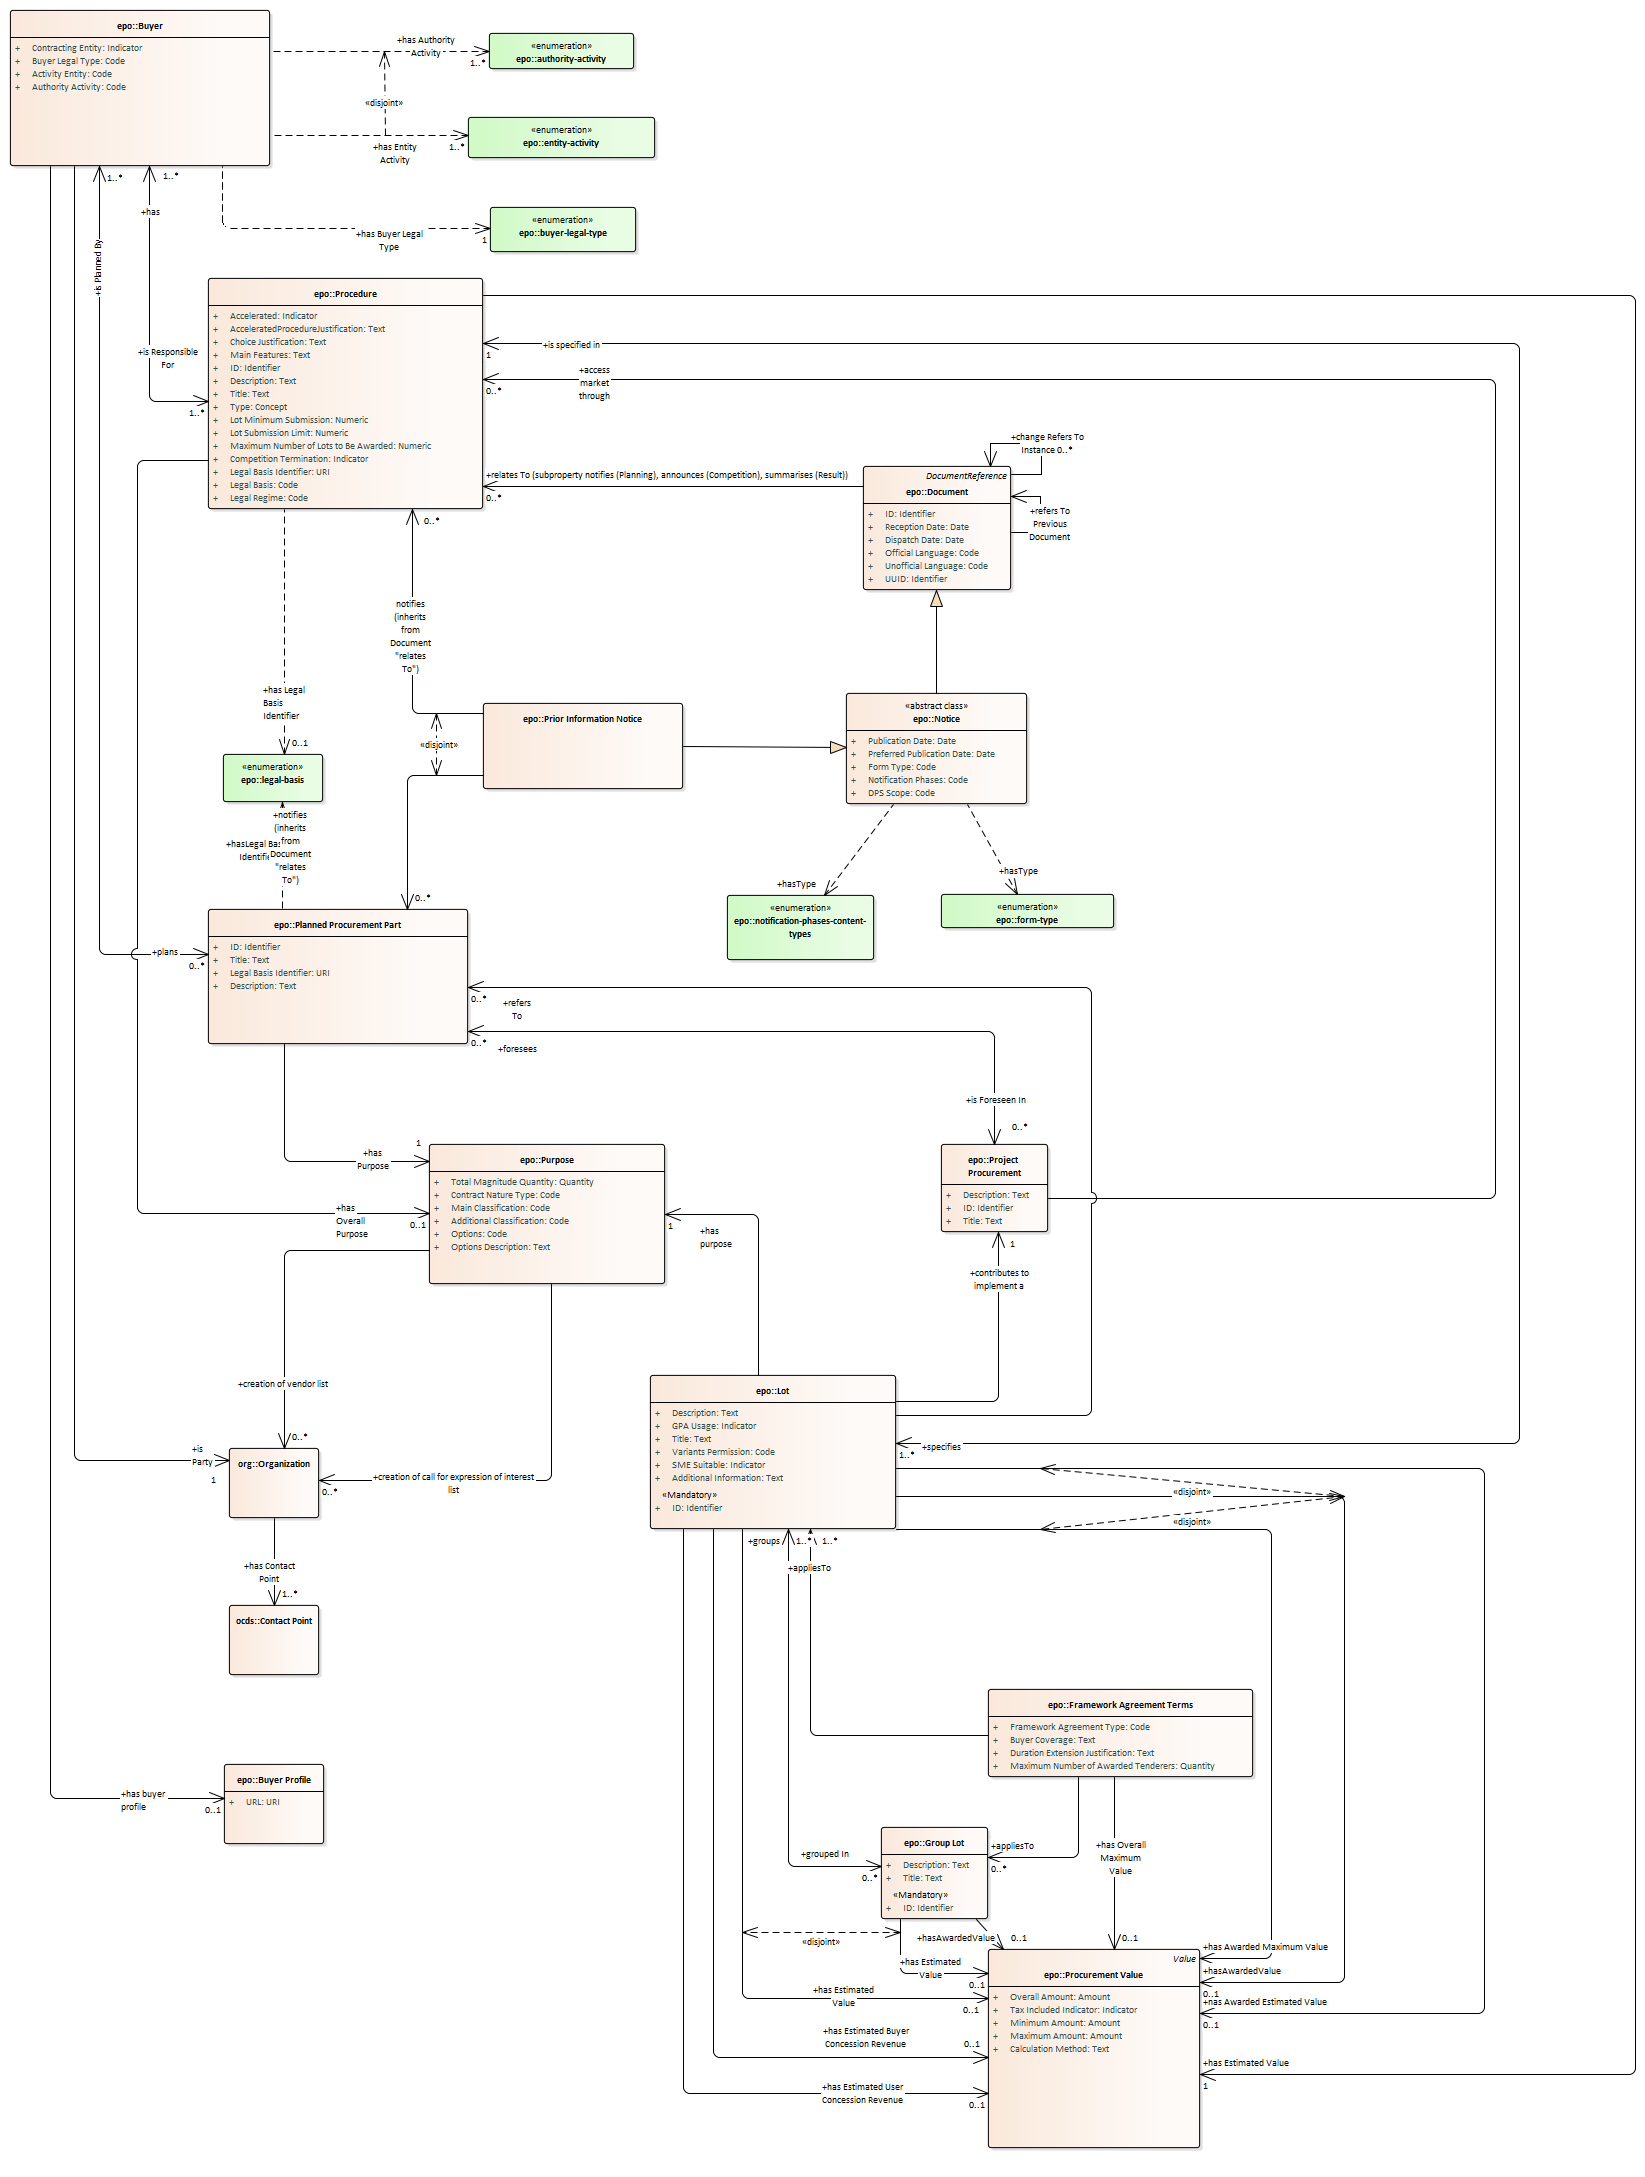 epo::Buyer
+ Contracting Entity: Indicator
+ Buyer Legal Type: Code
+ Activity Entity: Code
+ Authority Activity: Code
+has Authority
Activity
1..*
«enumeration»
epo::authority-activity
«disjoint»
+has Entity
Activity
1..*
«enumeration»
epo::entity-activity
1..*
1..*
+has
+is Planned By
+has Buyer Legal
Type
1
«enumeration»
epo::buyer-legal-type
epo::Procedure
+ Accelerated: Indicator
+ AcceleratedProcedureJustification: Text
+ Choice Justification: Text
+ Main Features: Text
+ ID: Identifier
+ Description: Text
+ Title: Text
+ Type: Concept
+ Lot Minimum Submission: Numeric
+ Lot Submission Limit: Numeric
+ Maximum Number of Lots to Be Awarded: Numeric
+ Competition Termination: Indicator
+ Legal Basis Identifier: URI
+ Legal Basis: Code
+ Legal Regime: Code
+is Responsible
For
1..*
+is specified in
1
+access
market
through
0..*
+change Refers To
Instance 0..*
+relates To (subproperty notifies (Planning), announces (Competition), summarises (Result))
0..*
DocumentReference
epo::Document
+ ID: Identifier
+ Reception Date: Date
+ Dispatch Date: Date
+ Official Language: Code
+ Unofficial Language: Code
+ UUID: Identifier
+refers To
Previous
Document
0..*
notifies
(inherits
from
Document
"relates
To")
+has Legal
Basis
Identifier
0..1
«disjoint»
epo::Prior Information Notice
«abstract class»
epo::Notice
+ Publication Date: Date
+ Preferred Publication Date: Date
+ Form Type: Code
+ Notification Phases: Code
+ DPS Scope: Code
«enumeration»
epo::legal-basis
+notifies
(inherits
from
Document
"relates
To")
+hasLegal Ba
Identifi
0..*
+hasType
+hasType
«enumeration»
epo::notification-phases-content-
types
«enumeration»
epo::form-type
epo::Planned Procurement Part
+ ID: Identifier
+ Title: Text
+ Legal Basis Identifier: URI
+ Description: Text
+plans
0..*
0..*
+refers
To
0..*
+foresees
+is Foreseen In
0..*
+has
Purpose
1
epo::Purpose
+ Total Magnitude Quantity: Quantity
+ Contract Nature Type: Code
+ Main Classification: Code
+ Additional Classification: Code
+ Options: Code
+ Options Description: Text
+has
Overall
Purpose
0..1
1
+has
purpose
epo::Project
Procurement
+ Description: Text
+ ID: Identifier
+ Title: Text
1
+contributes to
implement a
+creation of vendor list
0..*
epo::Lot
+ Description: Text
+ GPA Usage: Indicator
+ Title: Text
+ Variants Permission: Code
+ SME Suitable: Indicator
+ Additional Information: Text
«Mandatory»
+ ID: Identifier
+is
Party
1
org::Organization
+creation of call for expression of interest
list
0..*
+specifies
1..*
«disjoint»
«disjoint»
+groups
1..*
1..*
+appliesTo
+has Contact
Point
1..*
ocds::Contact Point
epo::Framework Agreement Terms
+ Framework Agreement Type: Code
+ Buyer Coverage: Text
+ Duration Extension Justification: Text
+ Maximum Number of Awarded Tenderers: Quantity
+has buyer
profile
0..1
epo::Buyer Profile
+ URL: URI
+grouped In
0..*
epo::Group Lot
+ Description: Text
+ Title: Text
«Mandatory»
+ ID: Identifier
+appliesTo
0..*
+has Overall
Maximum
Value
0..1
«disjoint»
+hasAwardedValue
0..1
+has Estimated
Value
0..1
+has Estimated
Value
0..1
+has Estimated Buyer
Concession Revenue
0..1
+has Estimated User
Concession Revenue
0..1
Value
epo::Procurement Value
+ Overall Amount: Amount
+ Tax Included Indicator: Indicator
+ Minimum Amount: Amount
+ Maximum Amount: Amount
+ Calculation Method: Text
+has Awarded Maximum Value
+hasAwardedValue
0..1
+has Awarded Estimated Value
0..1
+has Estimated Value
1